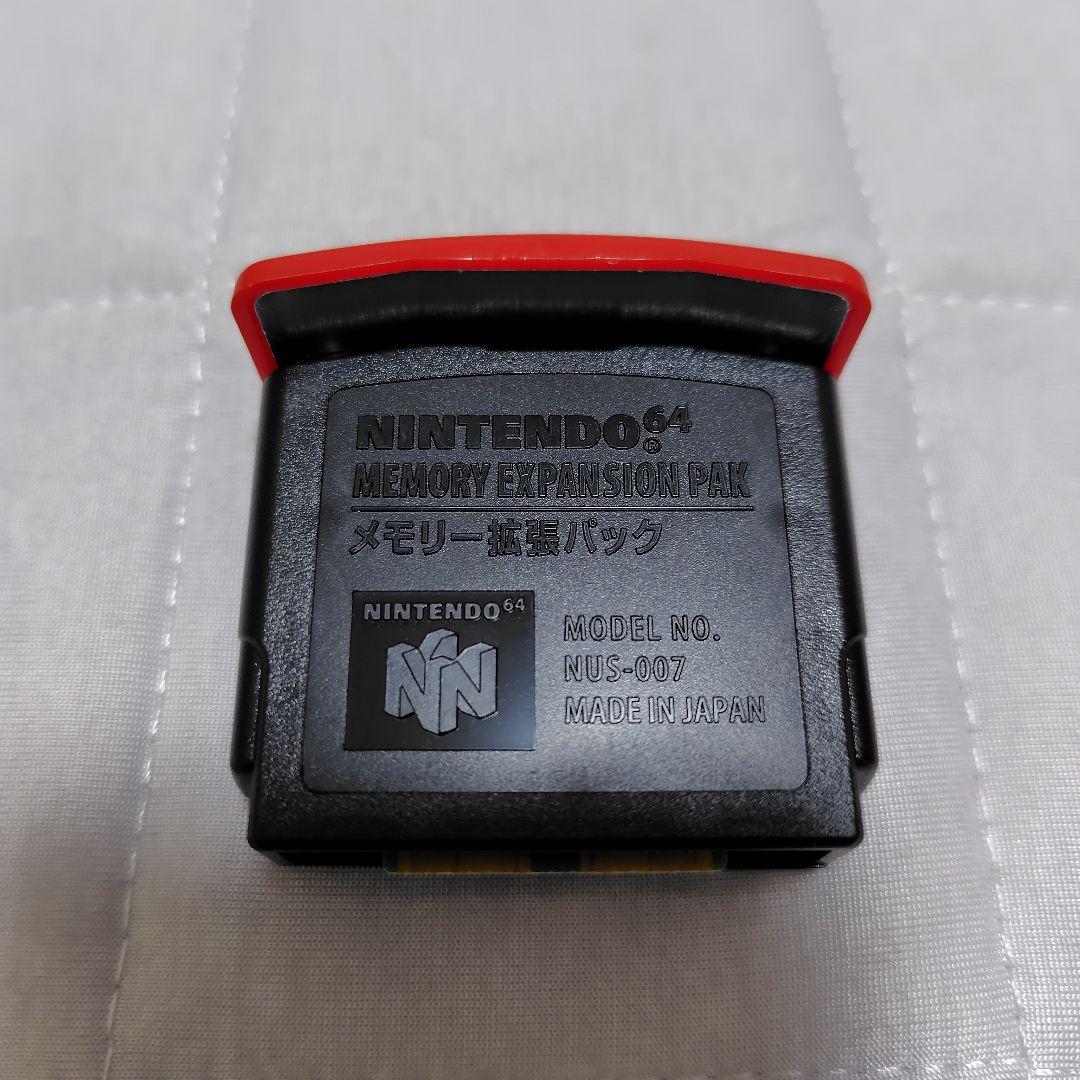 NINTENDO64®
MEMORY EXPANSION PAK
メモリー拡張パック
NINTENDO64
MODEL NO.
NUS-007
MADE IN JAPAN